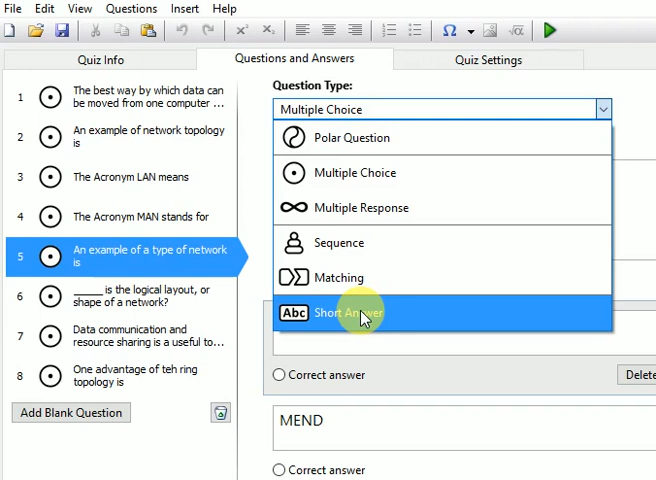 File Edit View Questions Insert Help
Quiz Info Questions and Answers Quiz Settings
Question Type:
Multiple Choice
Polar Question
Multiple Choice
Multiple Response
Sequence
Matching
Abc Short Answer
1 The best way by which data can
be moved from one computer ...
2 An example of network topology
is
3 The Acronym LAN means
4 The Acronym MAN stands for
5 An example of a type of network
is
6 _____ is the logical layout, or
shape of a network?
7 Data communication and
resource sharing is a useful to...
8 One advantage of teh ring
topology is
Add Blank Question
Correct answer
Delete
MEND
Correct answer